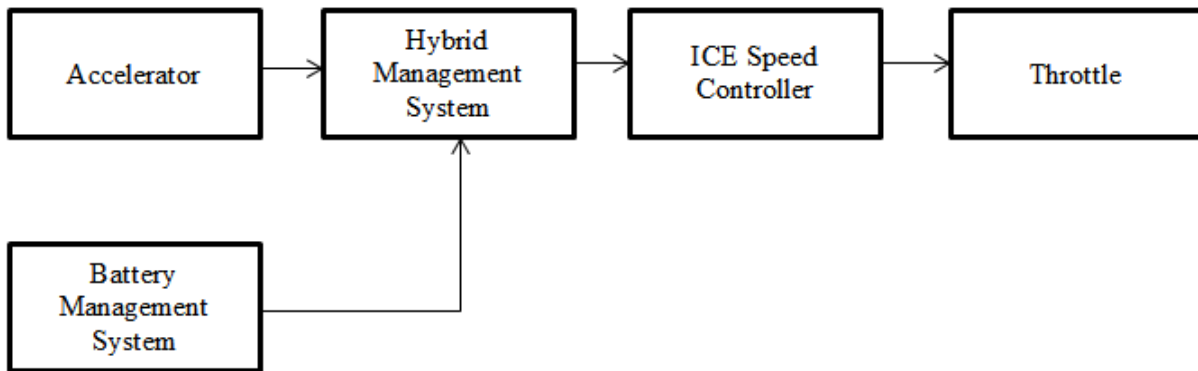 Accelerator
Hybrid
Management
System
ICE Speed
Controller
Throttle
Battery
Management
System